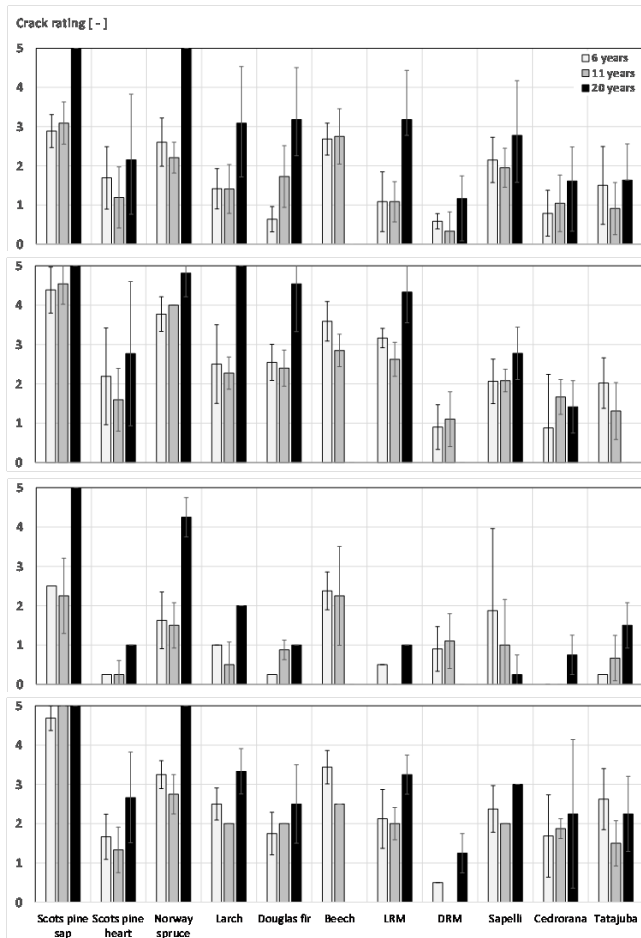 Crack rating [ - ]
5
4
3
2
1
0
6 years
11 years
20 years
5
4
3
2
1
0
5
4
3
2
1
0
5
4
3
2
1
0
Scots pine sap
Scots pine heart
Norway spruce
Larch
Douglas fir
Beech
LRM
DRM
Sapelli
Cedrorana
Tatajuba